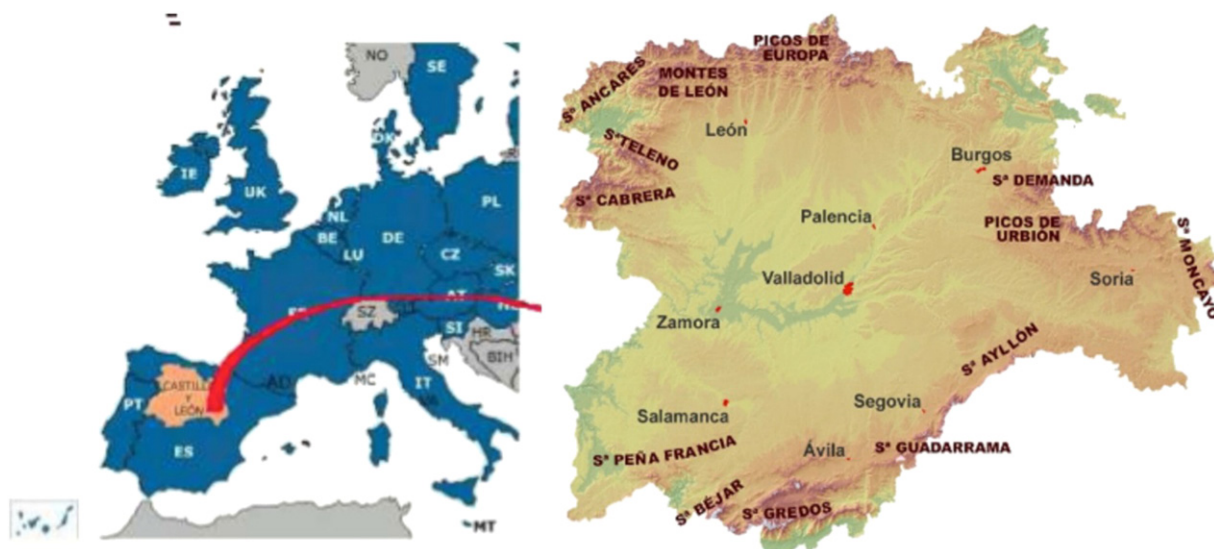 NO
SE
DK
IE
UK
NL
PL
BE
DE
LU
CZ
SK
AT
SZ
SI
HR
SM
BIH
MC
IT
AD
CASTILL
Y
LEÓN
PT
ES
MT
PICOS DE
EUROPA
Sª ANCARES
MONTES
DE LEÓN
León
SªTELENO
Burgos
Sª DEMANDA
Sª CABRERA
Palencia
PICOS DE
URBIÓN
Sª MONCAYO
Valladolid
Soria
Zamora
Sª AYLLÓN
Salamanca
Segovia
Sª PEÑA FRANCIA
Ávila
Sª GUADARRAMA
Sª BÉJAR
Sª GREDOS